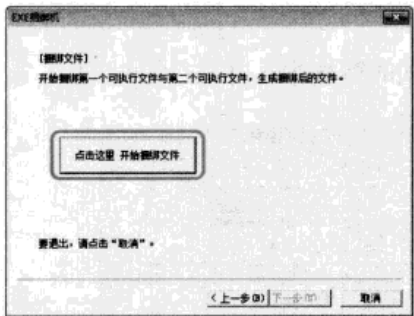 EXE捆绑机
[捆绑文件]
开始捆绑第一个可执行文件与第二个可执行文件，生成捆绑后的文件。
点击这里 开始捆绑文件
要退出，请点击“取消”。
<上一步(B) 下一步(N) 取消